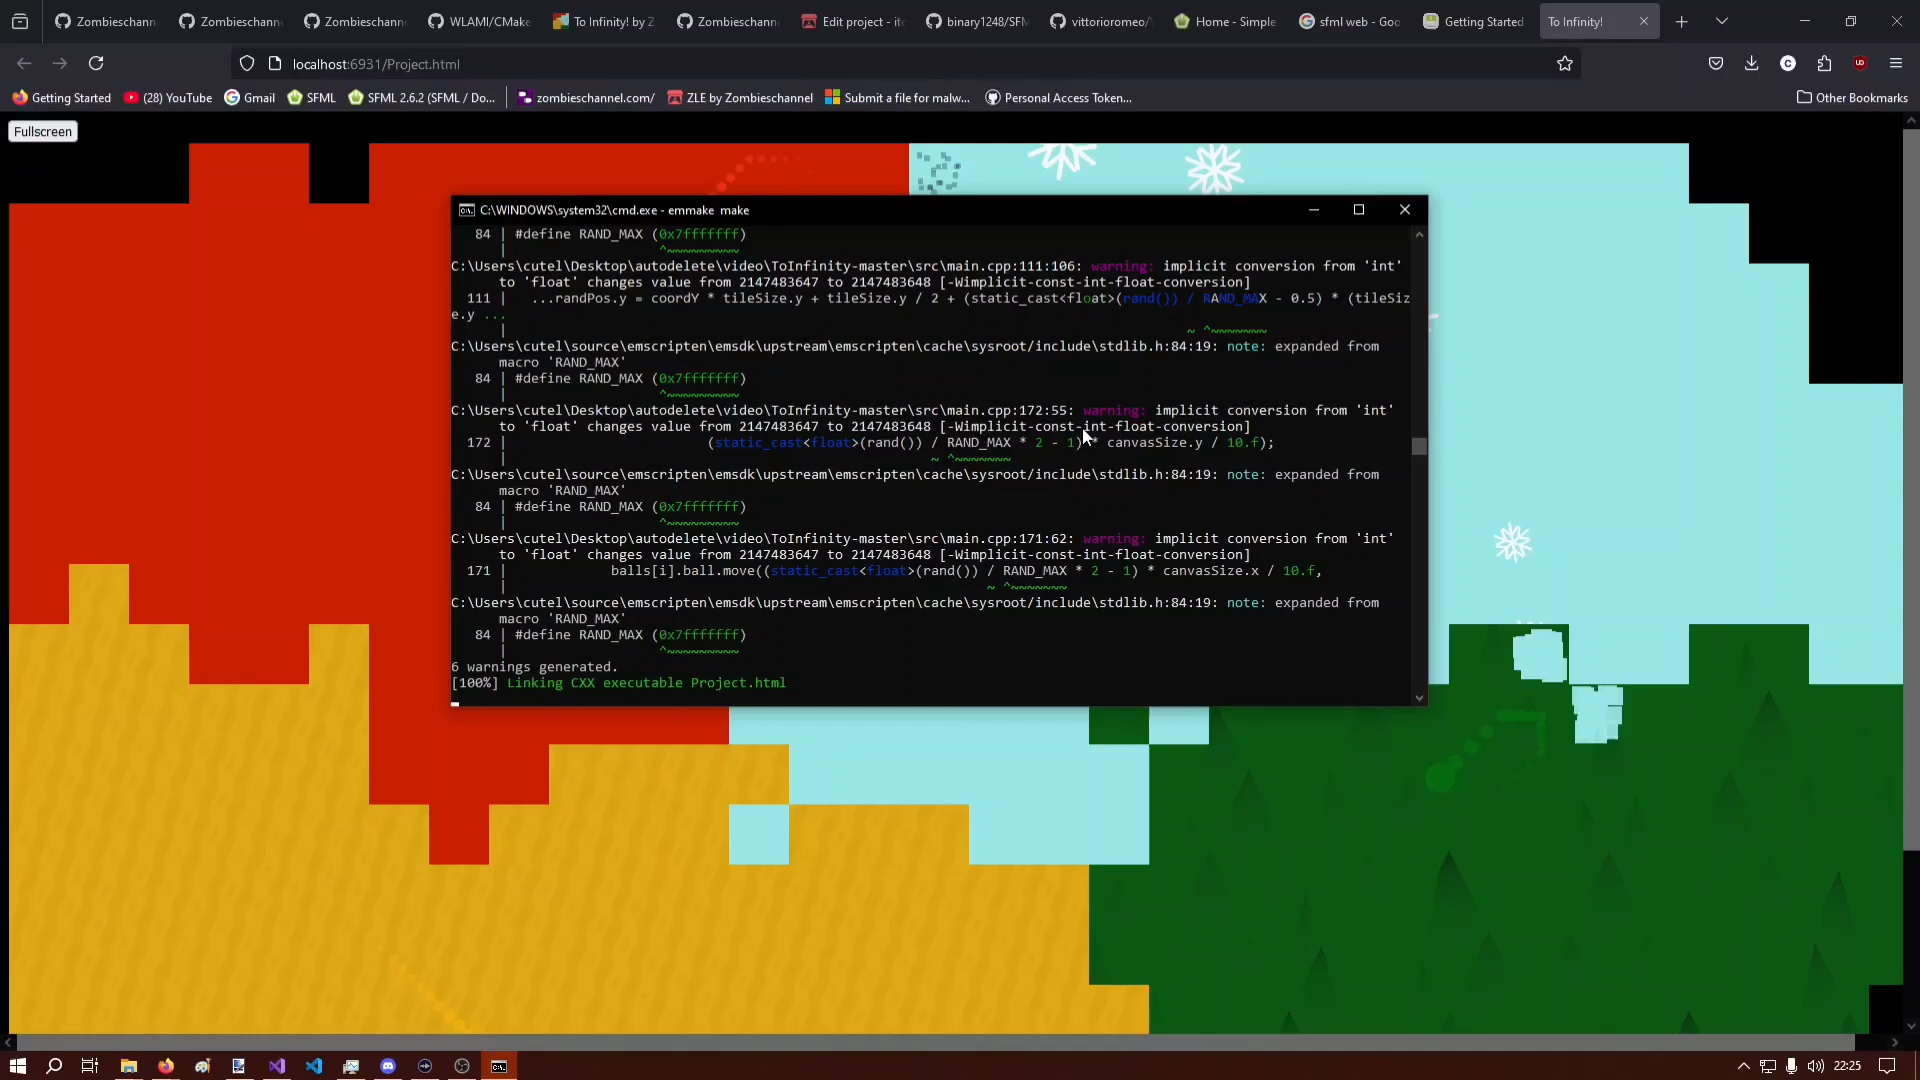 Zombieschann
Zombieschann
Zombieschann
WLAMI/CMake
To Infinity! by Z
Zombieschann
Edit project - itc
binary1248/SFM
vittorioromeo/
Home - Simple
sfml web - Goo
Getting Started
To Infinity!
localhost:6931/Project.html
Getting Started
(28) YouTube
Gmail
SFML
SFML 2.6.2 (SFML / Do...
zombieschannel.com/
ZLE by Zombieschannel
Submit a file for malw...
Personal Access Token...
Other Bookmarks
Fullscreen
C:\WINDOWS\system32\cmd.exe - emmake make
84 | #define RAND_MAX (0x7fffffff)
| ^~~~~~~~~~
C:\Users\cutel\Desktop\autodelete\video\ToInfinity-master\src\main.cpp:111:106: warning: implicit conversion from 'int'
to 'float' changes value from 2147483647 to 2147483648 [-Wimplicit-const-int-float-conversion]
111 | ...randPos.y = coordY * tileSize.y + tileSize.y / 2 + (static_cast<float>(rand()) / RAND_MAX - 0.5) * (tileSiz
e.y ...
| ~ ^~~~~~~~
C:\Users\cutel\source\emscripten\emsdk\upstream\emscripten\cache\sysroot/include\stdlib.h:84:19: note: expanded from
macro 'RAND_MAX'
84 | #define RAND_MAX (0x7fffffff)
| ^~~~~~~~~~
C:\Users\cutel\Desktop\autodelete\video\ToInfinity-master\src\main.cpp:172:55: warning: implicit conversion from 'int'
to 'float' changes value from 2147483647 to 2147483648 [-Wimplicit-const-int-float-conversion]
172 | (static_cast<float>(rand()) / RAND_MAX * 2 - 1) * canvasSize.y / 10.f);
| ~ ^~~~~~~~
C:\Users\cutel\source\emscripten\emsdk\upstream\emscripten\cache\sysroot/include\stdlib.h:84:19: note: expanded from
macro 'RAND_MAX'
84 | #define RAND_MAX (0x7fffffff)
| ^~~~~~~~~~
C:\Users\cutel\Desktop\autodelete\video\ToInfinity-master\src\main.cpp:171:62: warning: implicit conversion from 'int'
to 'float' changes value from 2147483647 to 2147483648 [-Wimplicit-const-int-float-conversion]
171 | balls[i].ball.move((static_cast<float>(rand()) / RAND_MAX * 2 - 1) * canvasSize.x / 10.f,
| ~ ^~~~~~~~
C:\Users\cutel\source\emscripten\emsdk\upstream\emscripten\cache\sysroot/include\stdlib.h:84:19: note: expanded from
macro 'RAND_MAX'
84 | #define RAND_MAX (0x7fffffff)
| ^~~~~~~~~~
6 warnings generated.
[100%] Linking CXX executable Project.html
22:25